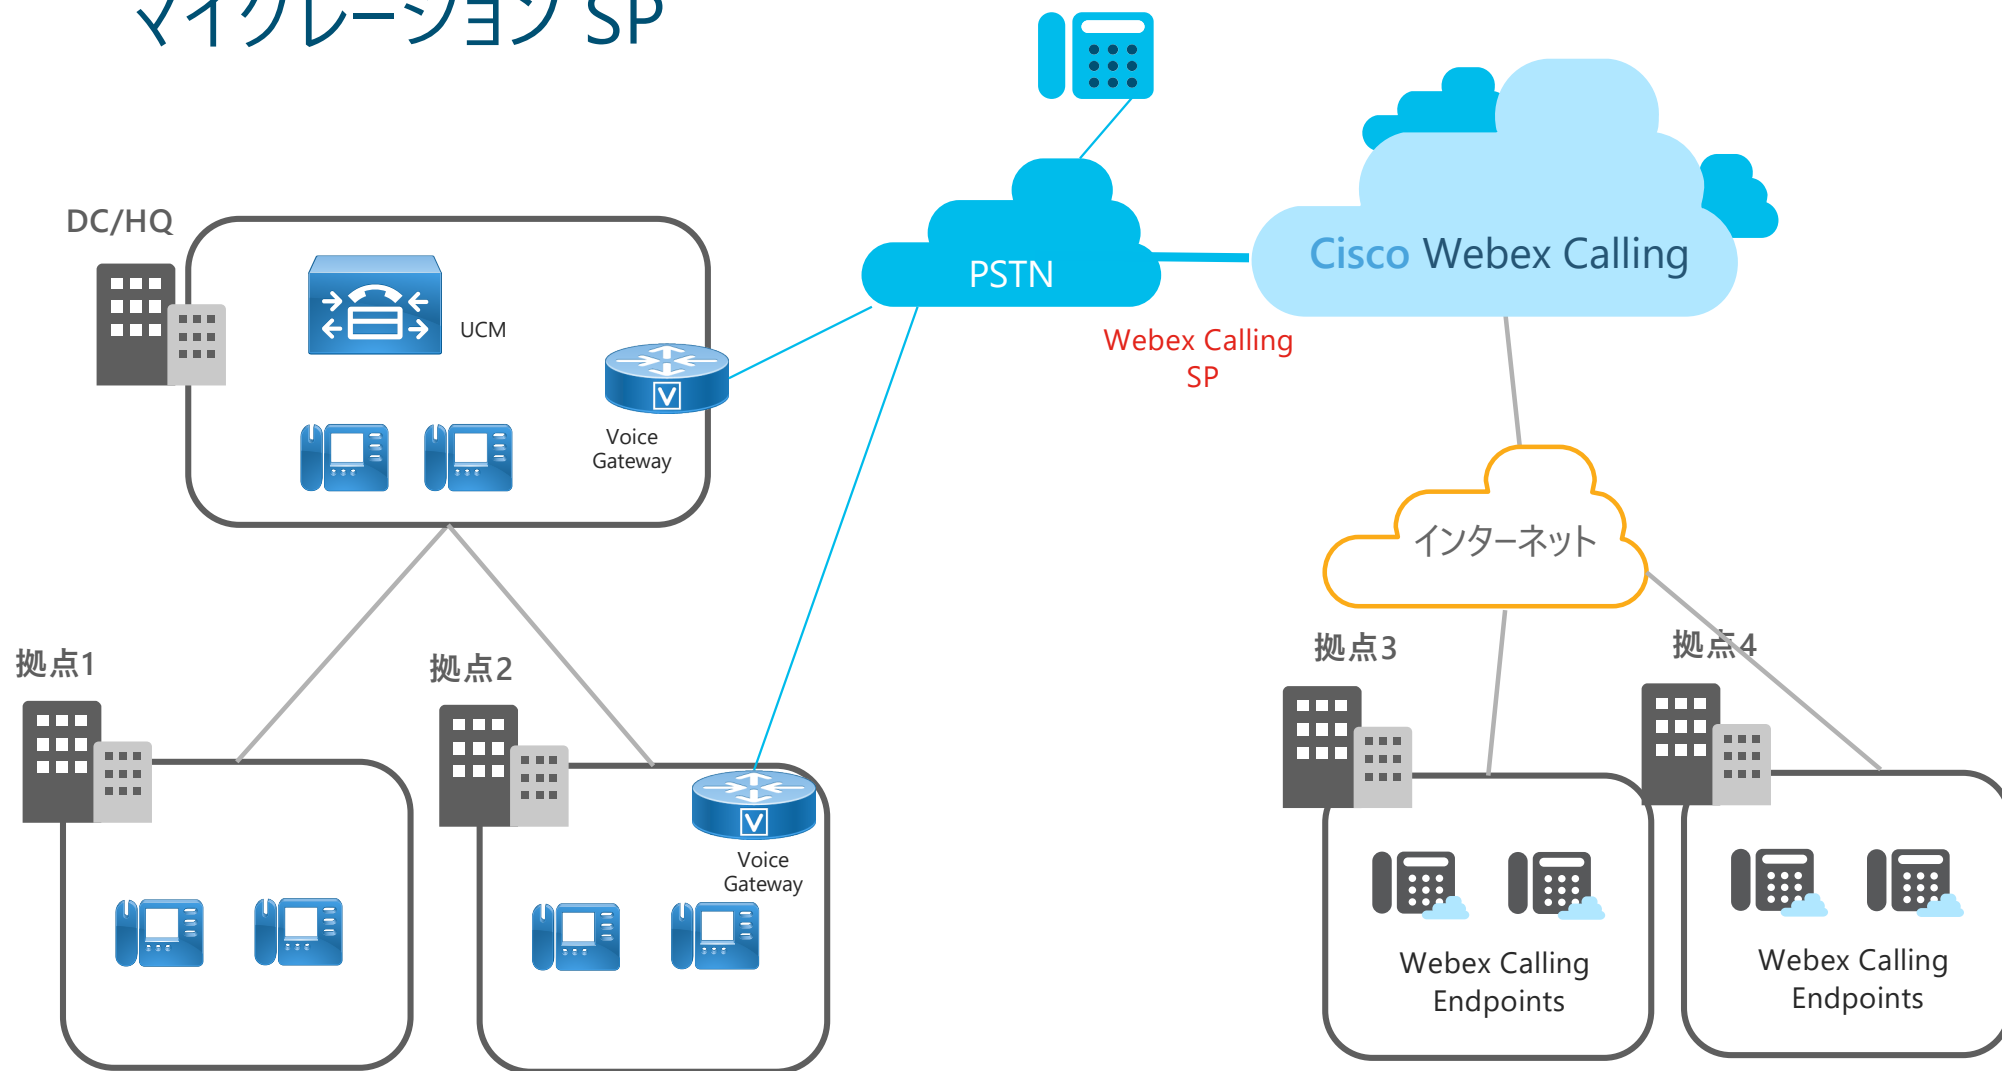 マイグレーション SP
DC/HQ
UCM
Voice
Gateway
PSTN
Cisco Webex Calling
Webex Calling
SP
インターネット
拠点1
拠点2
拠点3
拠点4
V
V
Voice
Gateway
Webex Calling
Endpoints
Webex Calling
Endpoints